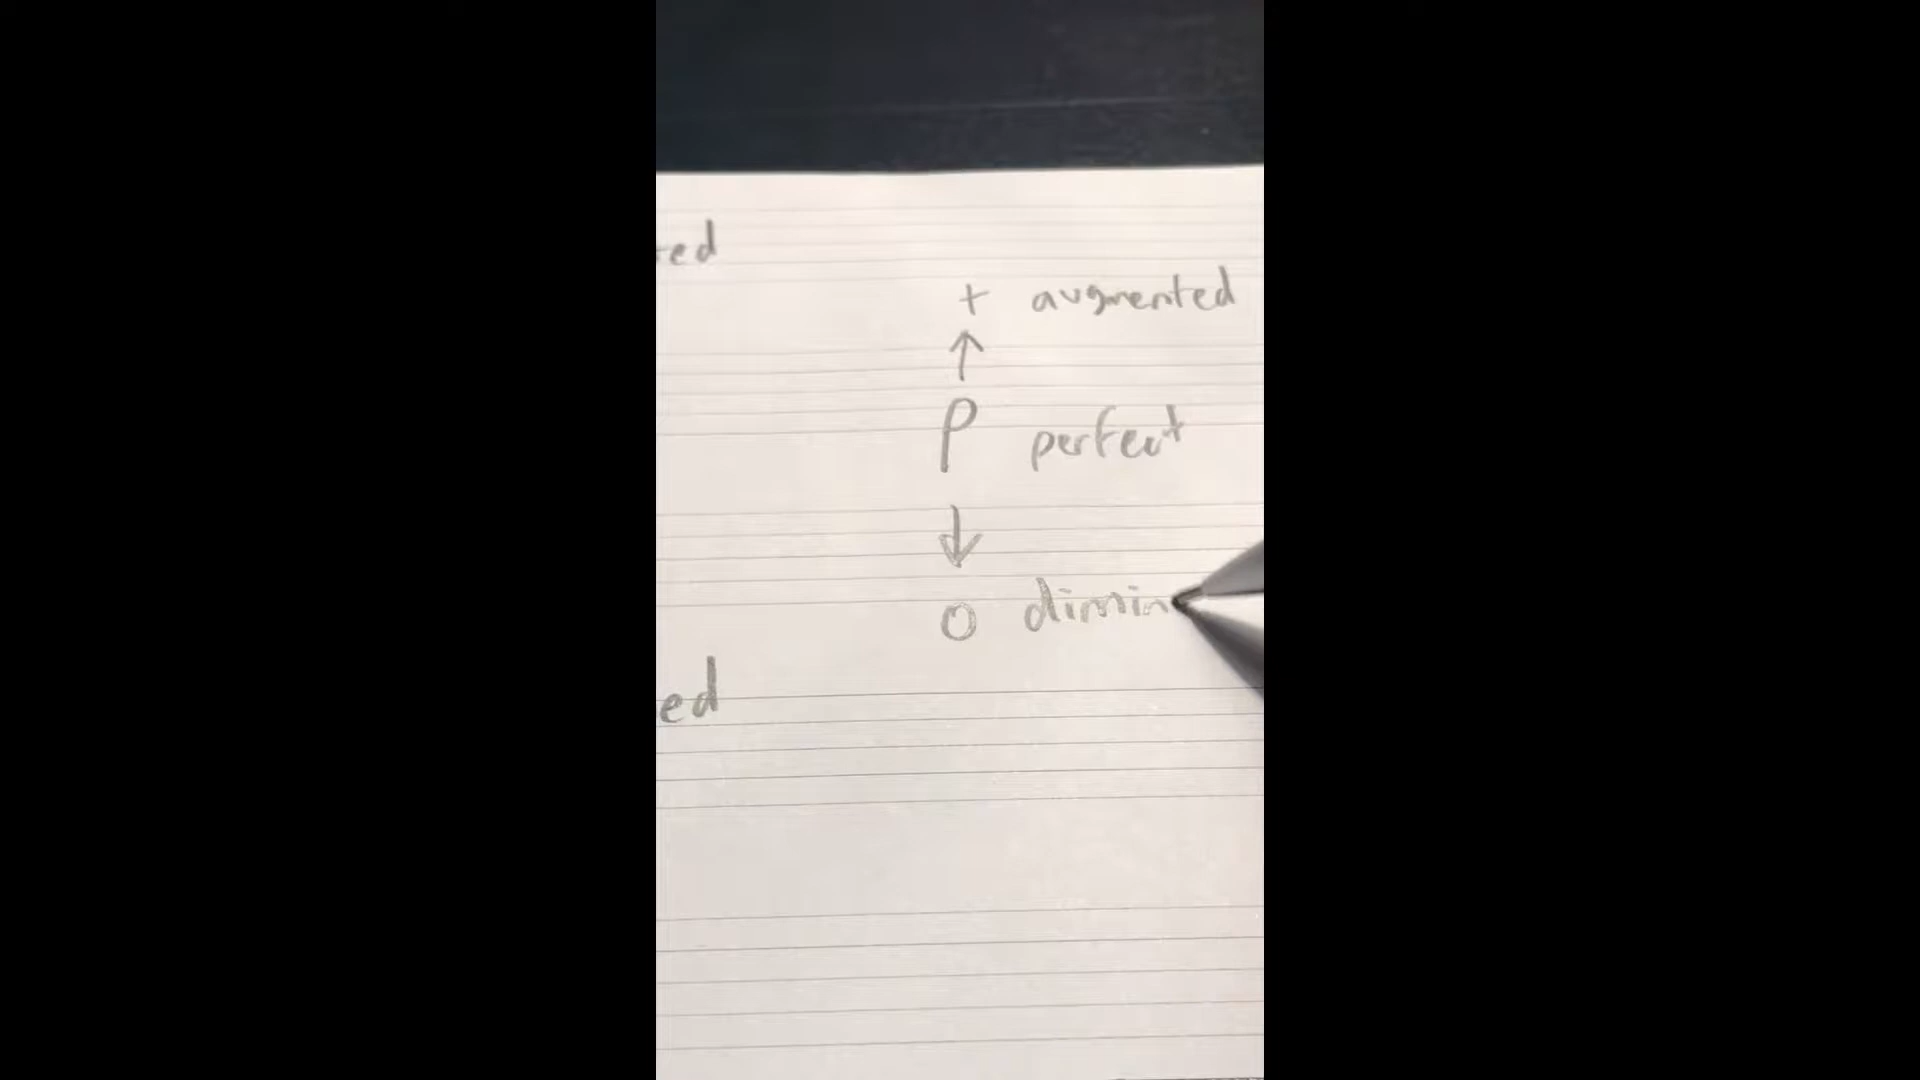 ed
+ augmented
↑
P perfect
↓
o dimin
ed